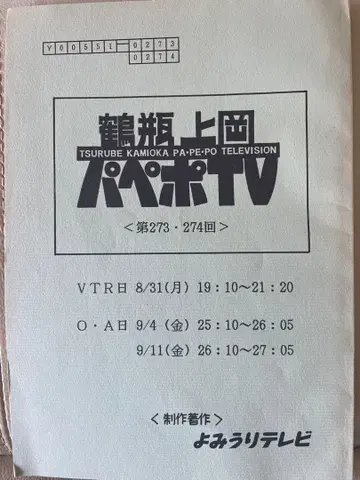 Y00551-0273
0274
鶴瓶 上岡
TSURUBE KAMIOKA PA•PE•PO TELEVISION
パペポTV
<第273・274回>
VTR日 8/31(月) 19：10～21：20
O・A日 9/4 (金) 25：10～26：05
9/11(金) 26：10～27：05
<制作著作>
よみうりテレビ